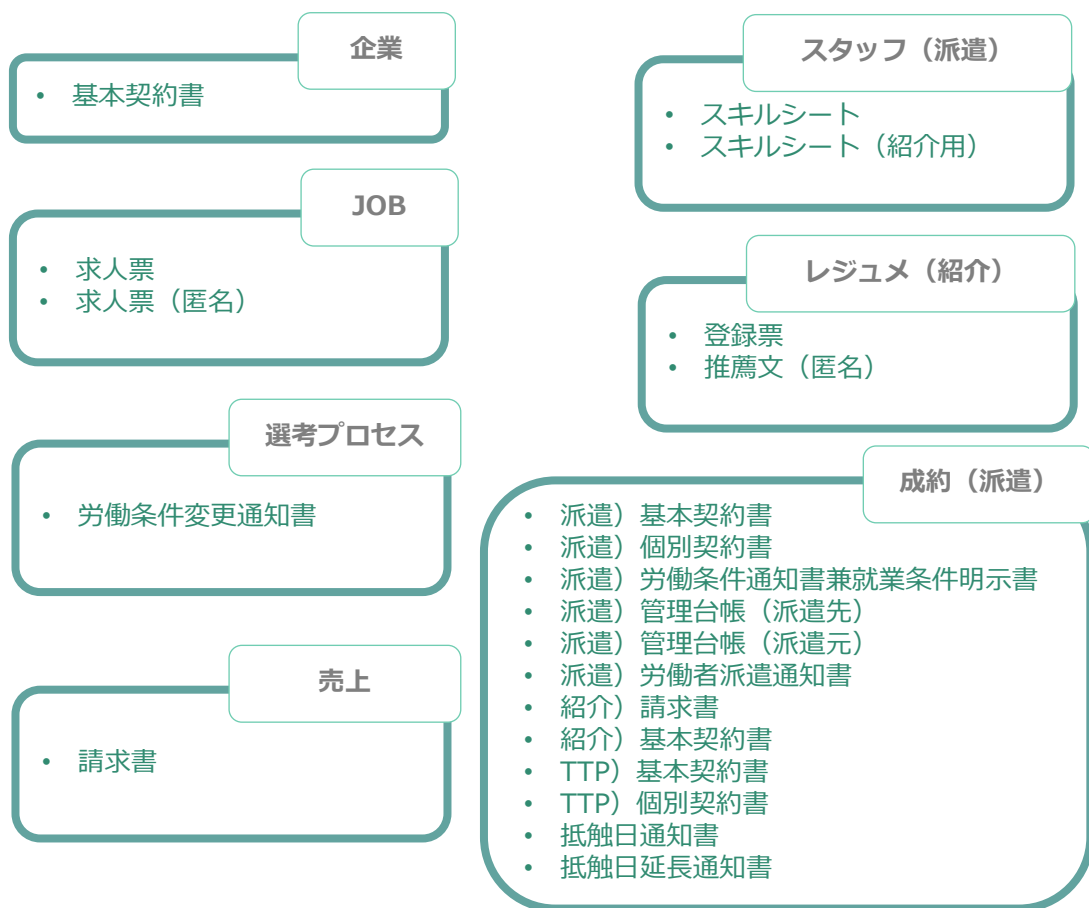 企業
• 基本契約書
JOB
• 求人票
• 求人票（匿名）
選考プロセス
• 労働条件変更通知書
売上
• 請求書
スタッフ（派遣）
• スキルシート
• スキルシート（紹介用）
レジュメ（紹介）
• 登録票
• 推薦文（匿名）
成約（派遣）
• 派遣）基本契約書
• 派遣）個別契約書
• 派遣）労働条件通知書兼就業条件明示書
• 派遣）管理台帳（派遣先）
• 派遣）管理台帳（派遣元）
• 派遣）労働者派遣通知書
• 紹介）請求書
• 紹介）基本契約書
• TTP）基本契約書
• TTP）個別契約書
• 抵触日通知書
• 抵触日延長通知書